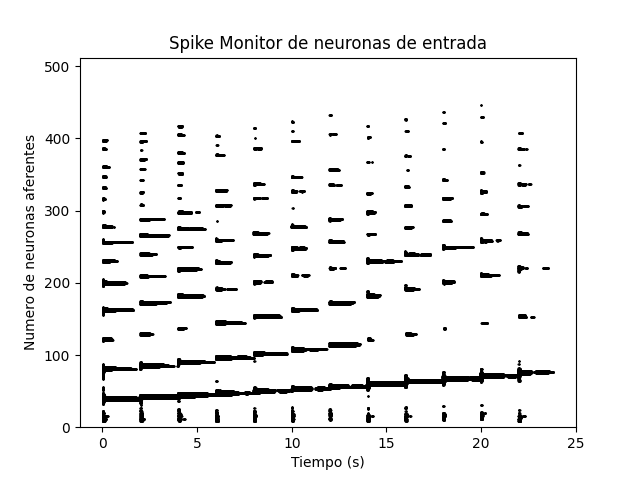 Spike Monitor de neuronas de entrada
500
400
300
200
100
0
Numero de neuronas aferentes
0 5 10 15 20 25
Tiempo (s)